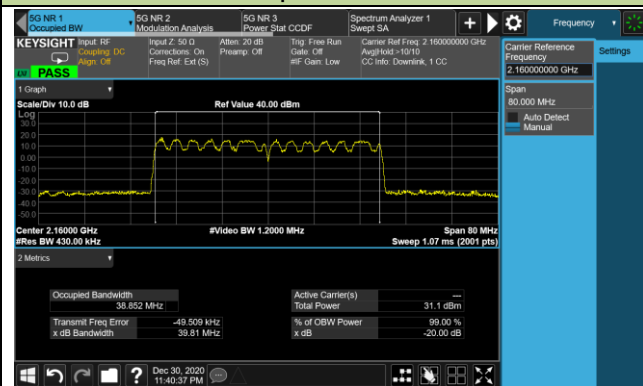 5G NR 1
Occupied BW
5G NR 2
Modulation Analysis
5G NR 3
Power Stat CCDF
Spectrum Analyzer 1
Swept SA
Frequency
KEYSIGHT
Input: RF
Coupling: DC
Align: Off
Input Z: 50 Ω
Corrections: On
Freq Ref: Ext (S)
Atten: 20 dB
Preamp: Off
Trig: Free Run
Gate: Off
#IF Gain: Low
Carrier Ref Freq: 2.160000000 GHz
Avg|Hold:>10/10
CC Info: Downlink, 1 CC
PASS
Carrier Reference
Frequency
2.160000000 GHz
Settings
Span
80.000 MHz
Auto Detect
Manual
1 Graph
Scale/Div 10.0 dB
Ref Value 40.00 dBm
Log
30.0
20.0
10.0
0.00
-10.0
-20.0
-30.0
-40.0
-50.0
Center 2.16000 GHz
#Res BW 430.00 kHz
#Video BW 1.2000 MHz
Span 80 MHz
Sweep 1.07 ms (2001 pts)
2 Metrics
Occupied Bandwidth
38.852 MHz
Active Carrier(s)
---
Total Power
31.1 dBm
Transmit Freq Error
-49.509 kHz
% of OBW Power
99.00 %
x dB Bandwidth
39.81 MHz
x dB
-20.00 dB
?
Dec 30, 2020
11:40:37 PM